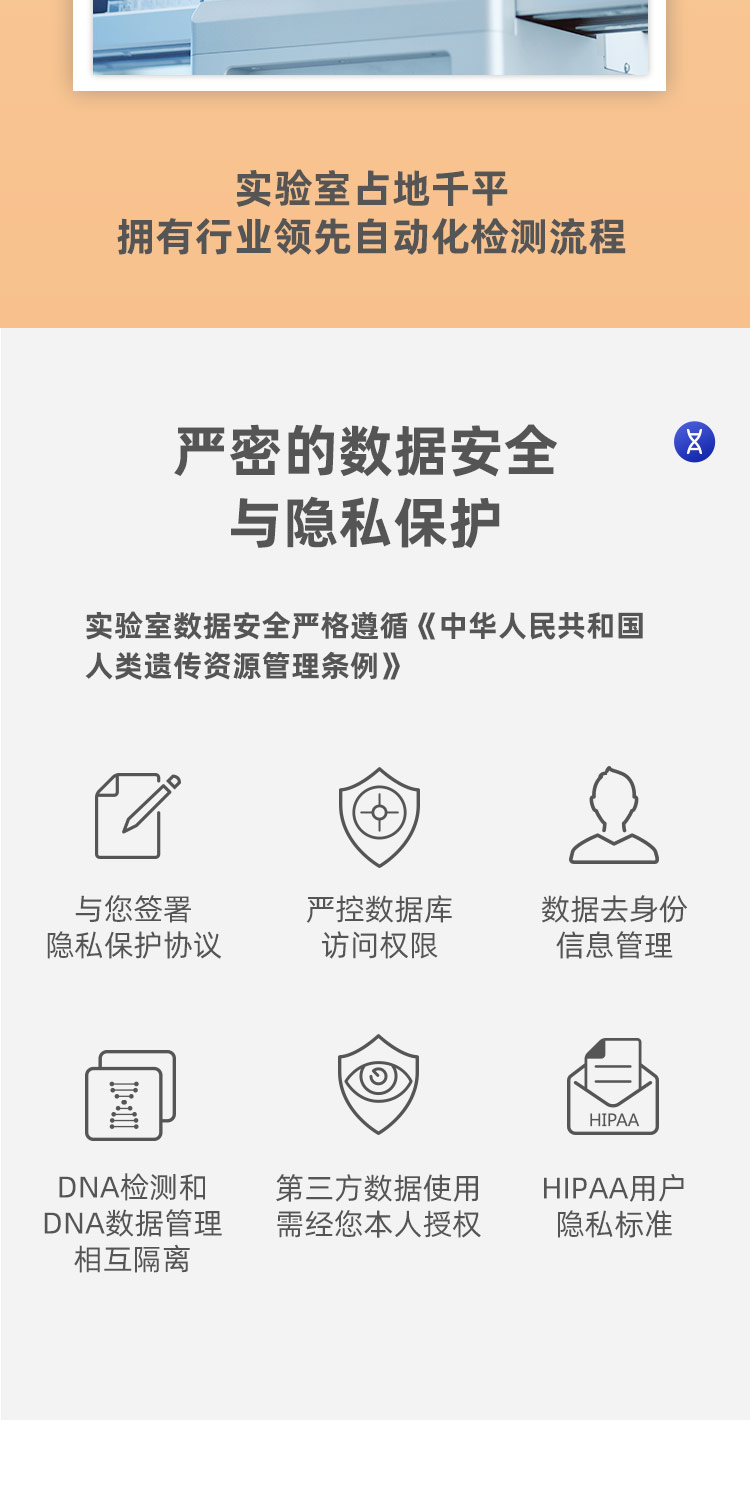 实验室占地千平
拥有行业领先自动化检测流程
严密的数据安全
与隐私保护
实验室数据安全严格遵循《中华人民共和国
人类遗传资源管理条例》
与您签署
隐私保护协议
严控数据库
访问权限
数据去身份
信息管理
DNA检测和
DNA数据管理
相互隔离
第三方数据使用
需经您本人授权
HIPAA
HIPAA用户
隐私标准